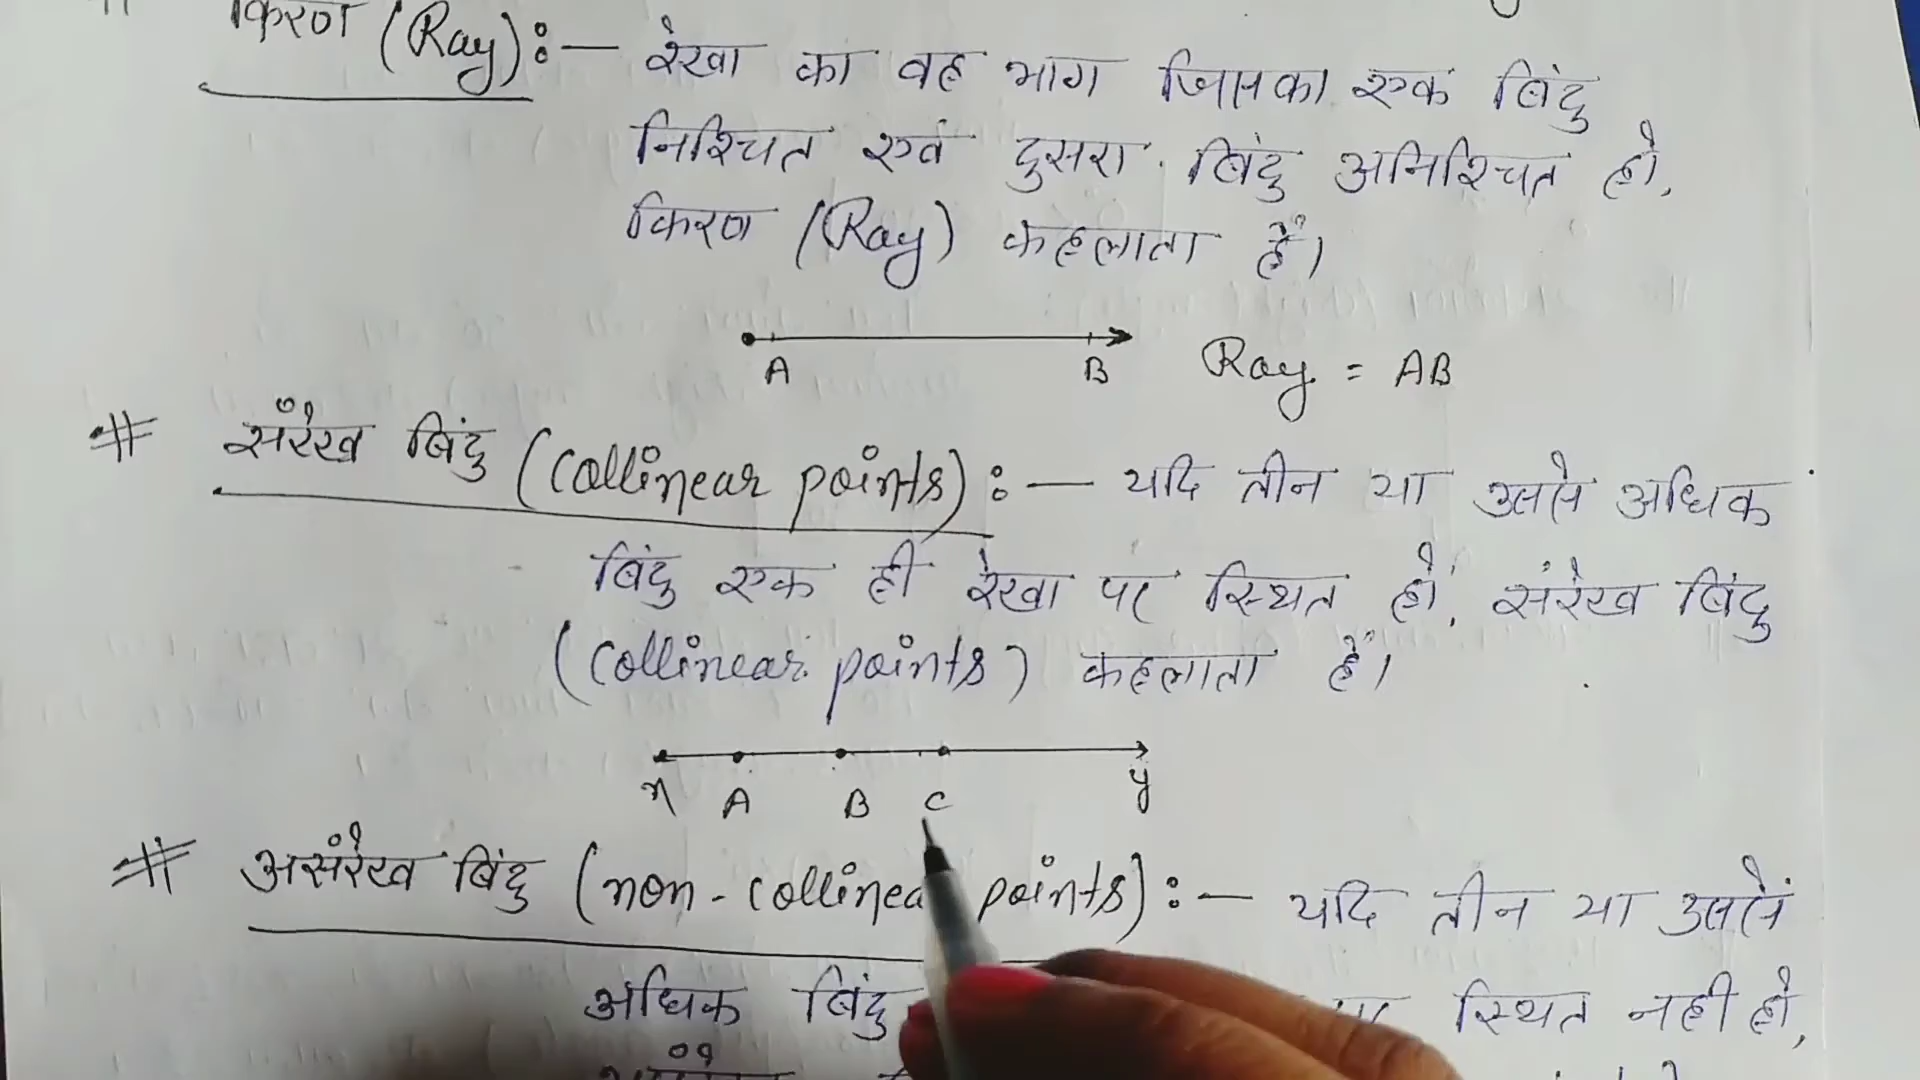 किरण (Ray):— रेखा का वह भाग जिसका एक बिंदु
निश्चित एवं दुसरा बिंदु अनिश्चित हो,
किरण (Ray) कहलाता हैं।
A B Ray = AB
# संरेख बिंदु (Collinear points):— यदि तीन या उससे अधिक
बिंदु एक ही रेखा पर स्थित हो, संरेख बिंदु
(Collinear points) कहलाता हैं।
x A B C y
# असंरेख बिंदु (non-collinea points):— यदि तीन या उससें
अधिक बिंदु स्थित नही हो,